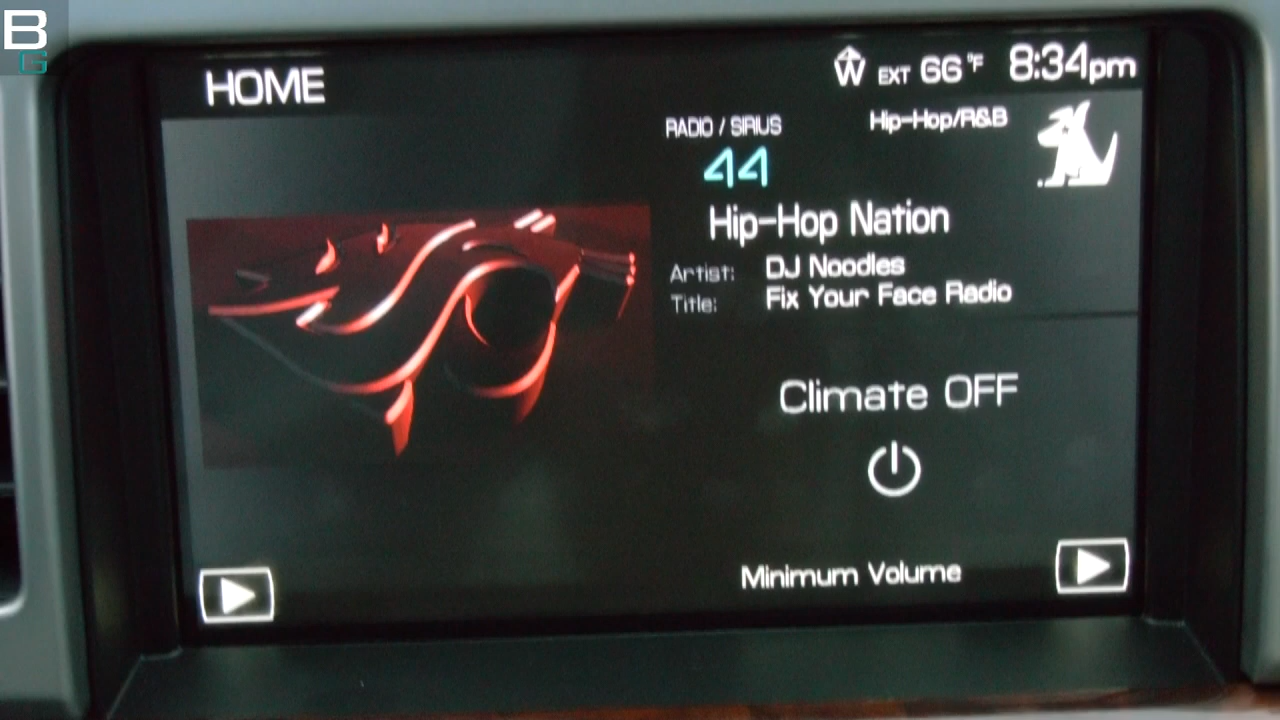 B
G
HOME
W EXT 66 °F 8:34pm
RADIO / SIRIUS
Hip-Hop/R&B
44
Hip-Hop Nation
Artist: DJ Noodles
Title: Fix Your Face Radio
Climate OFF
Minimum Volume